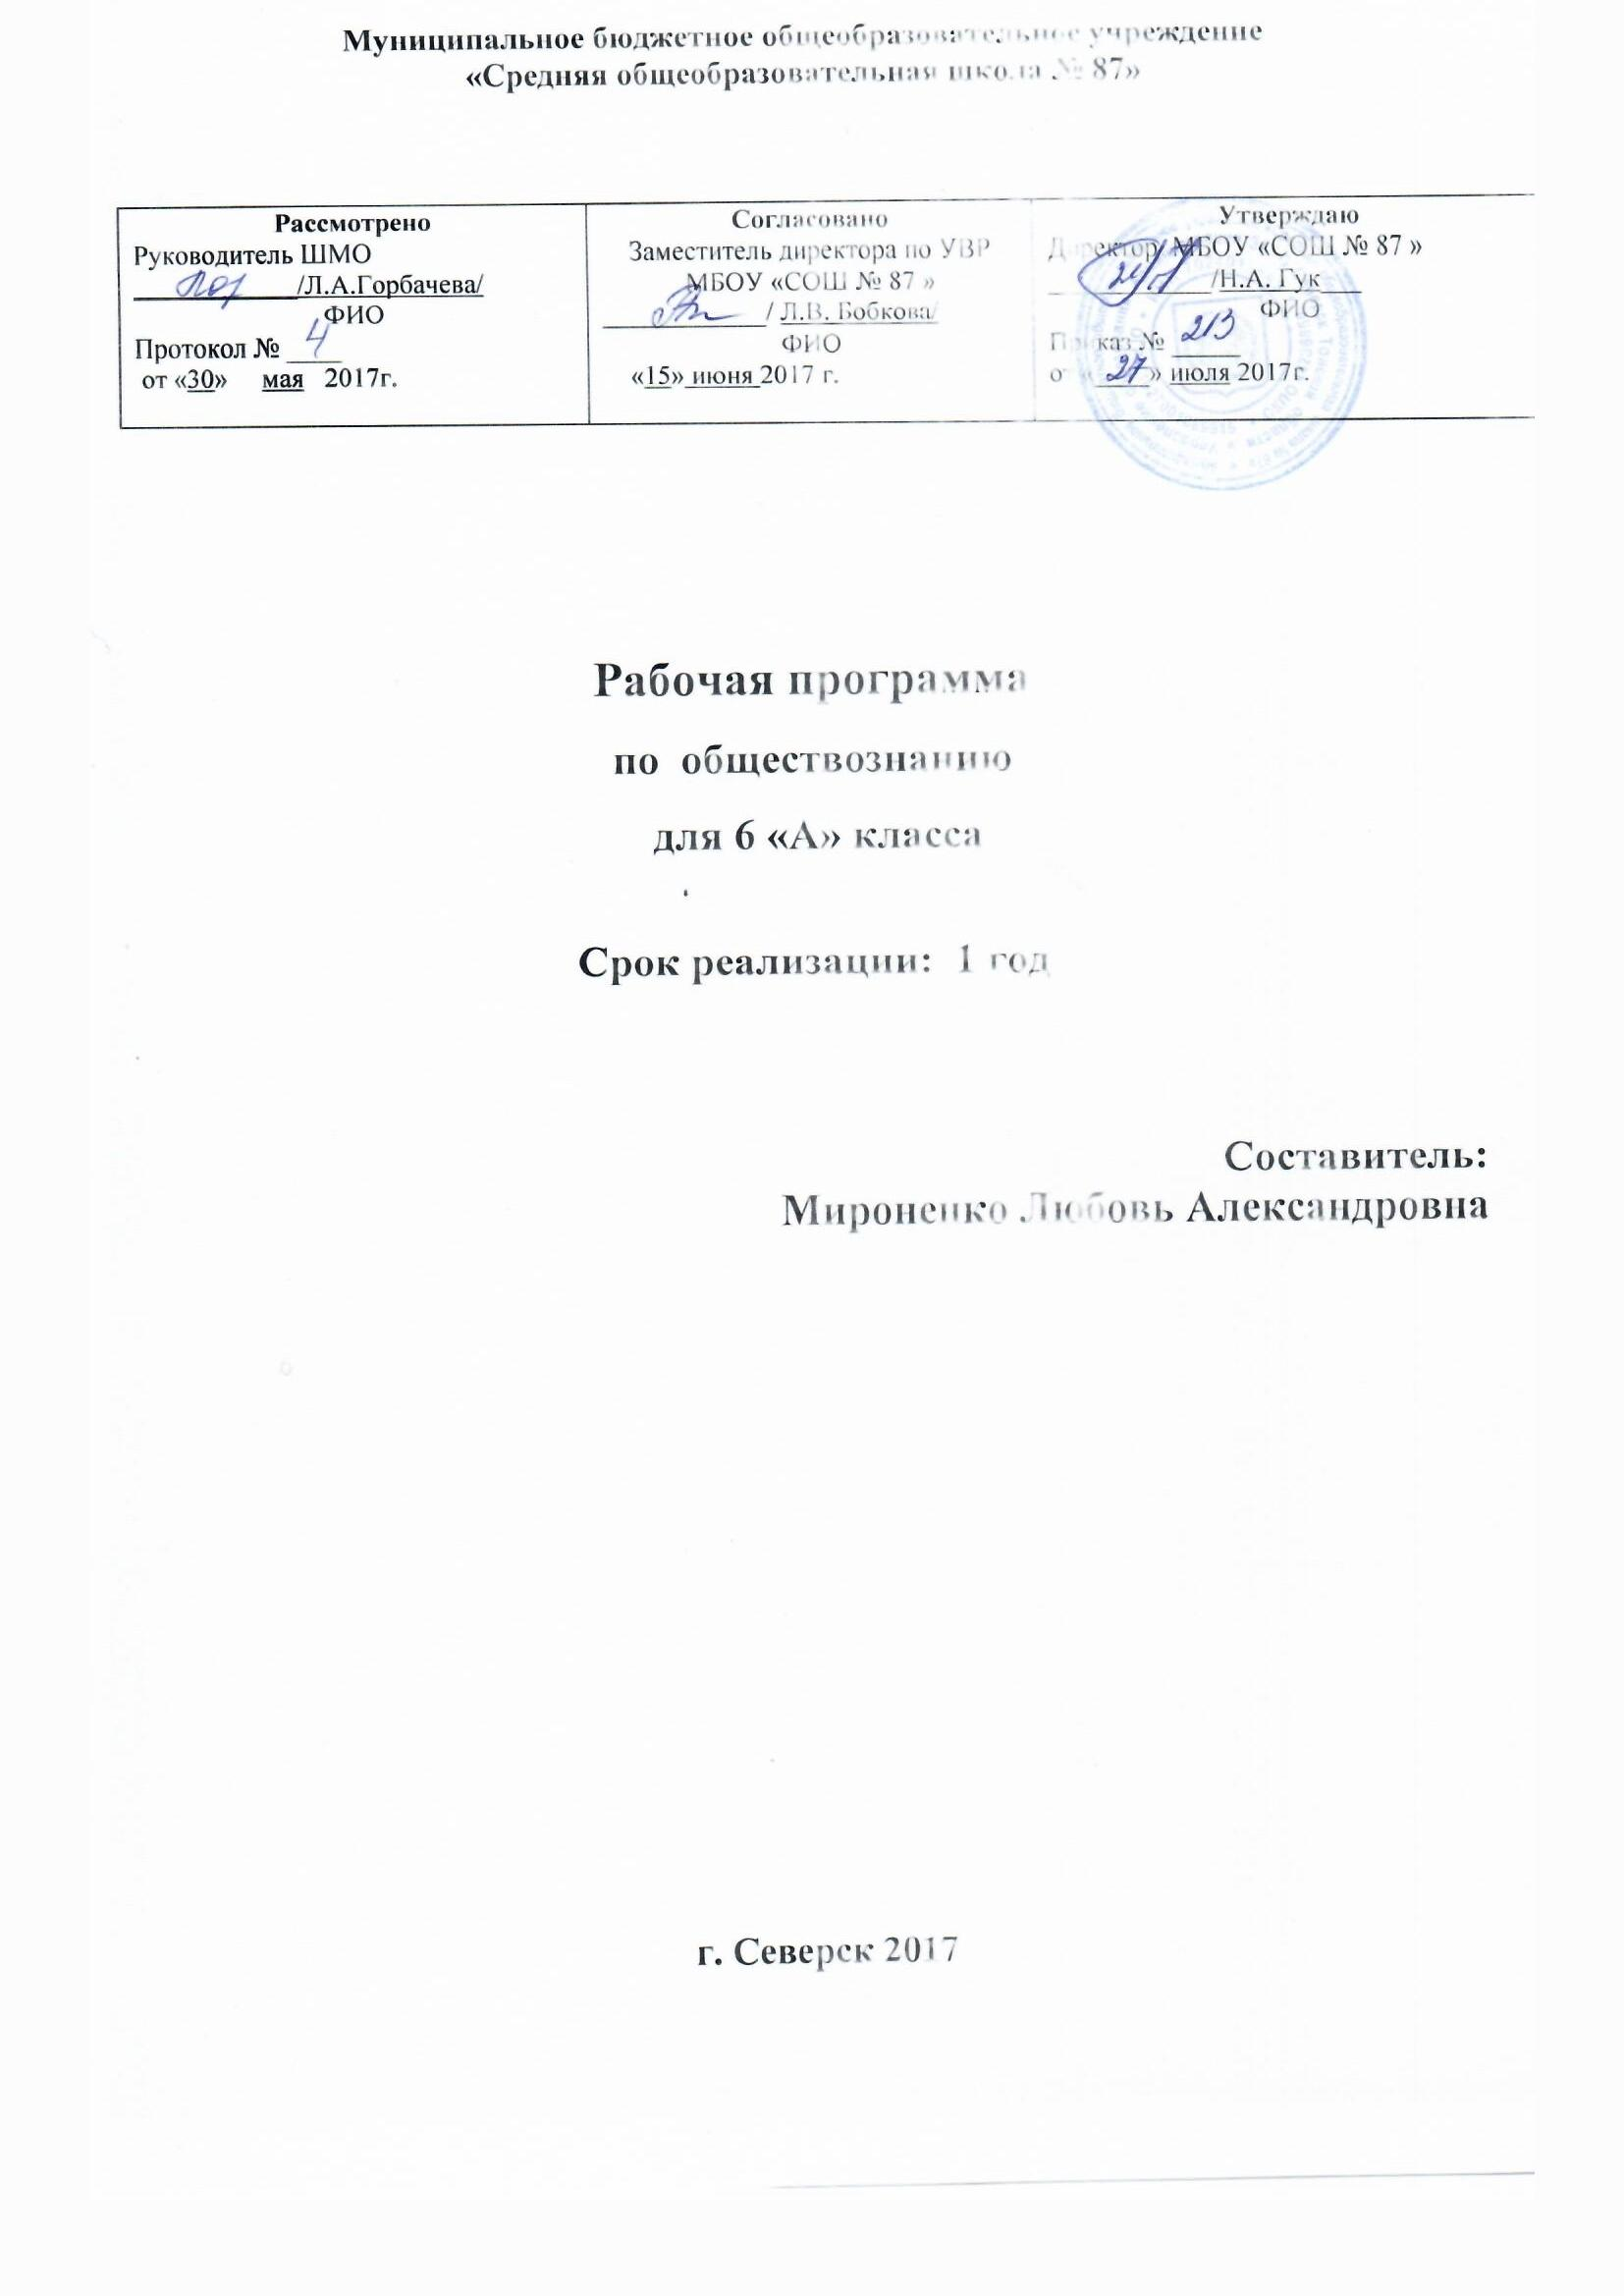 Муниципальное бюджетное общеобразовательное учреждение
«Средняя общеобразовательная школа № 87»
Рассмотрено
Руководитель ШМО
/Л.А.Горбачева/
ФИО
Протокол № 4
от «30» мая 2017г.
Согласовано
Заместитель директора по УВР
МБОУ «СОШ № 87 »
/ Л.В. Бобкова/
ФИО
«15» июня 2017 г.
Утверждаю
Директор МБОУ «СОШ № 87 »
/Н.А. Гук
ФИО
Приказ № 213
от «27» июля 2017г.
Рабочая программа
по обществознанию
для 6 «А» класса
Срок реализации: 1 год
Составитель:
Мироненко Любовь Александровна
г. Северск 2017